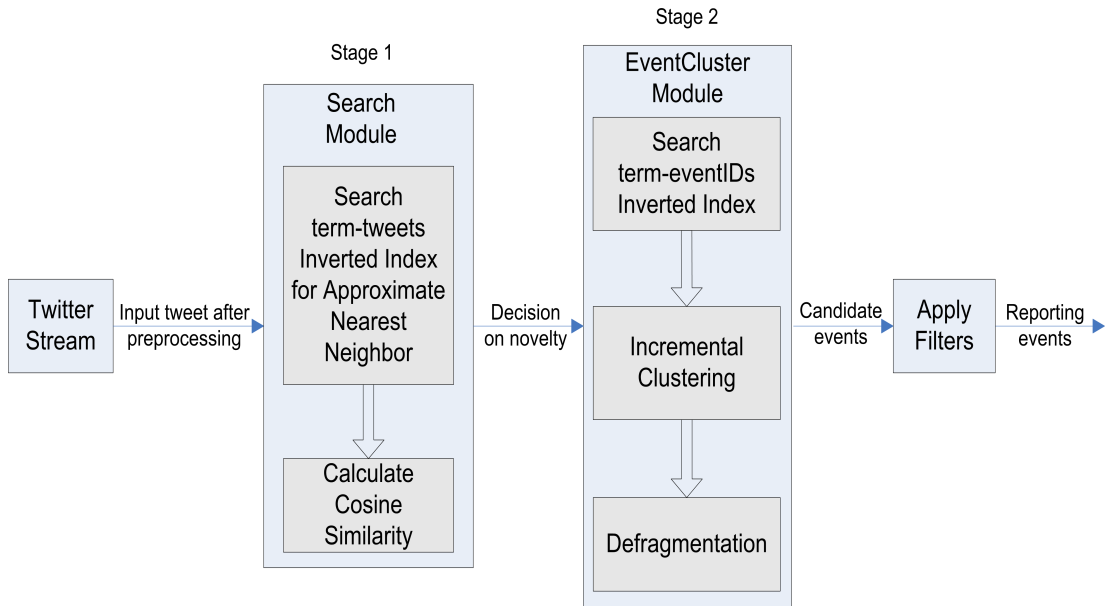 Stage 1
Stage 2
Twitter
Stream
Input tweet after
preprocessing
Search
Module
Search
term-tweets
Inverted Index
for Approximate
Nearest
Neighbor
Calculate
Cosine
Similarity
Decision
on novelty
EventCluster
Module
Search
term-eventIDs
Inverted Index
Incremental
Clustering
Defragmentation
Candidate
events
Apply
Filters
Reporting
events